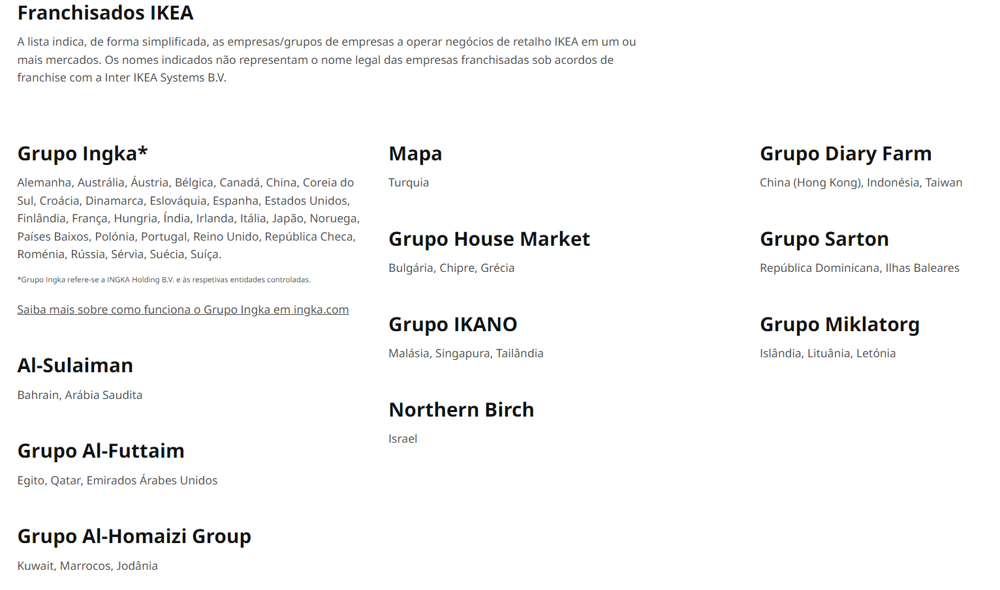 Franchisados IKEA
A lista indica, de forma simplificada, as empresas/grupos de empresas a operar negócios de retalho IKEA em um ou
mais mercados. Os nomes indicados não representam o nome legal das empresas franchisadas sob acordos de
franchise com a Inter IKEA Systems B.V.
Grupo Ingka*
Alemanha, Austrália, Áustria, Bélgica, Canadá, China, Coreia do
Sul, Croácia, Dinamarca, Eslováquia, Espanha, Estados Unidos,
Finlândia, França, Hungria, Índia, Irlanda, Itália, Japão, Noruega,
Países Baixos, Polónia, Portugal, Reino Unido, República Checa,
Roménia, Rússia, Sérvia, Suécia, Suíça.
*Grupo Ingka refere-se a INGKA Holding B.V. e às respetivas entidades controladas.
Saiba mais sobre como funciona o Grupo Ingka em ingka.com
Al-Sulaiman
Bahrain, Arábia Saudita
Grupo Al-Futtaim
Egito, Qatar, Emirados Árabes Unidos
Grupo Al-Homaizi Group
Kuwait, Marrocos, Jodânia
Mapa
Turquia
Grupo House Market
Bulgária, Chipre, Grécia
Grupo IKANO
Malásia, Singapura, Tailândia
Northern Birch
Israel
Grupo Diary Farm
China (Hong Kong), Indonésia, Taiwan
Grupo Sarton
República Dominicana, Ilhas Baleares
Grupo Miklatorg
Islândia, Lituânia, Letónia